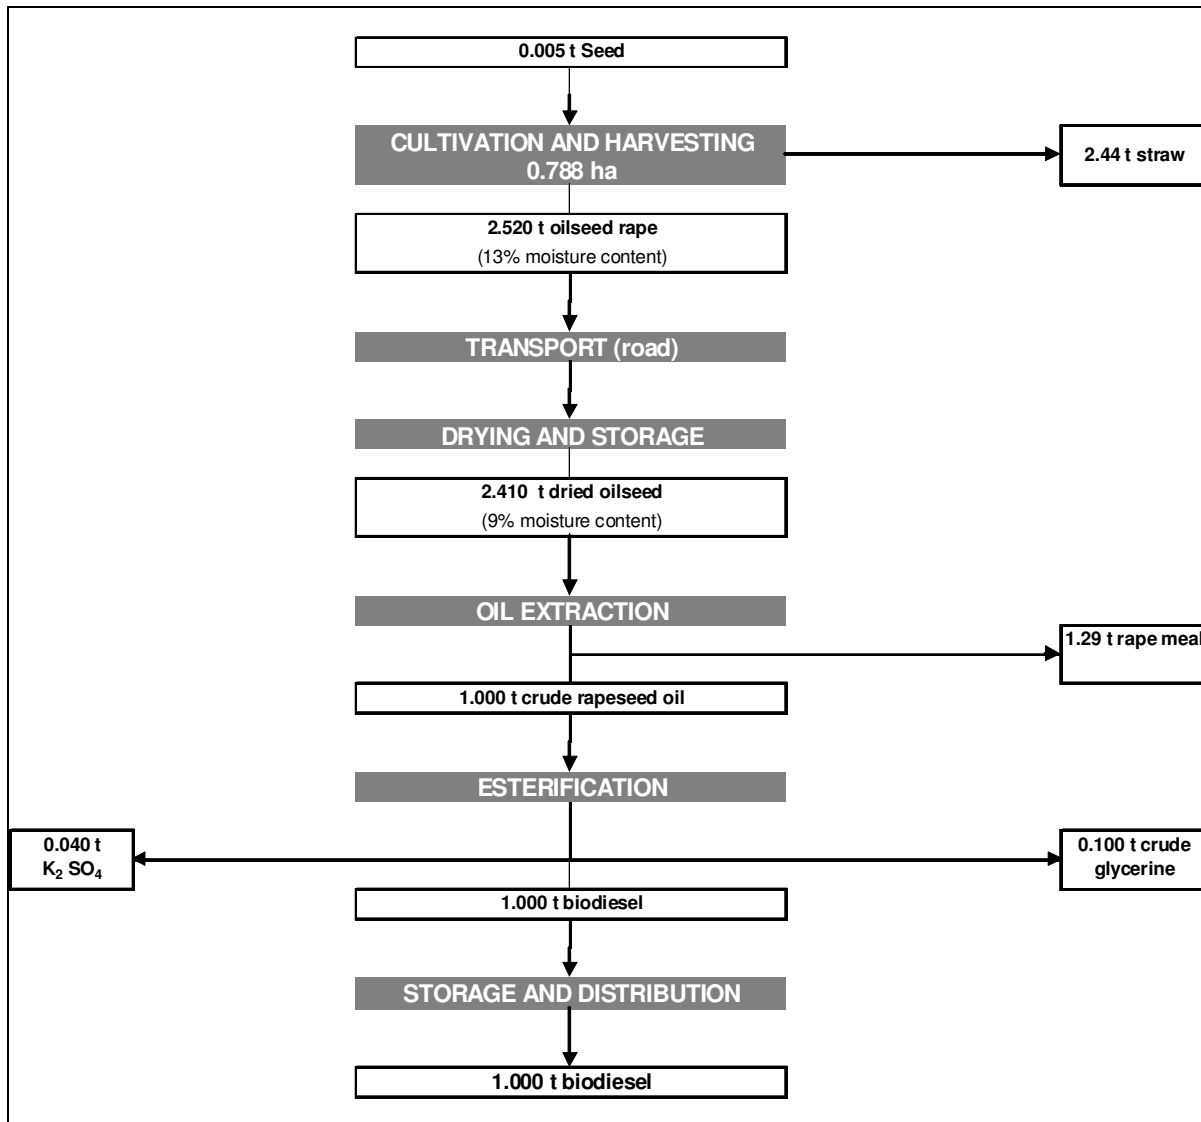 0.005 t Seed
CULTIVATION AND HARVESTING
0.788 ha
2.44 t straw
2.520 t oilseed rape
(13% moisture content)
TRANSPORT (road)
DRYING AND STORAGE
2.410 t dried oilseed
(9% moisture content)
OIL EXTRACTION
1.29 t rape meal
1.000 t crude rapeseed oil
ESTERIFICATION
0.040 t
K₂ SO₄
0.100 t crude
glycerine
1.000 t biodiesel
STORAGE AND DISTRIBUTION
1.000 t biodiesel